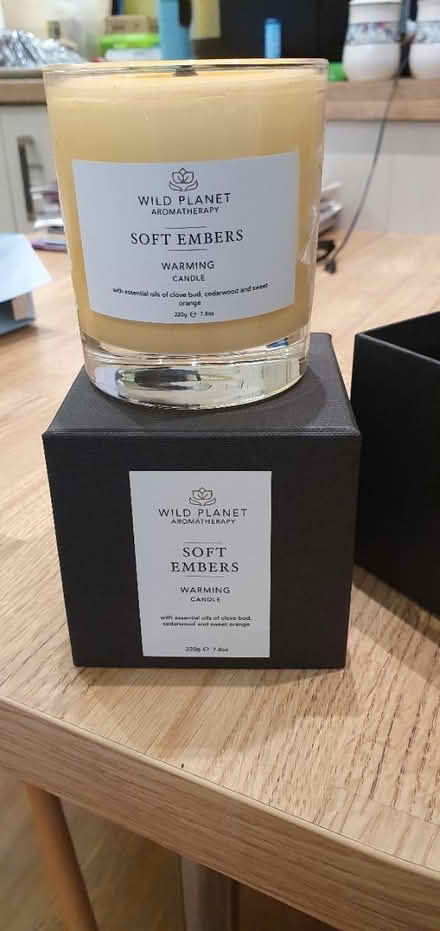 WILD PLANET
AROMATHERAPY
SOFT EMBERS
WARMING
CANDLE
with essential oils of clove bud, cedarwood and sweet
orange
220g ℮ 7.8oz
WILD PLANET
AROMATHERAPY
SOFT
EMBERS
WARMING
CANDLE
with essential oils of clove bud,
cedarwood and sweet orange
220g ℮ 7.8oz